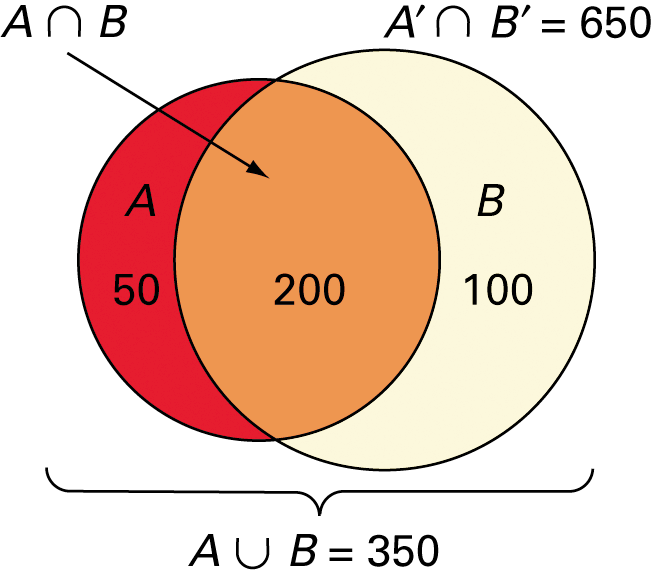 A ∩ B
A′ ∩ B′ = 650
A
B
50
200
100
A ∪ B = 350